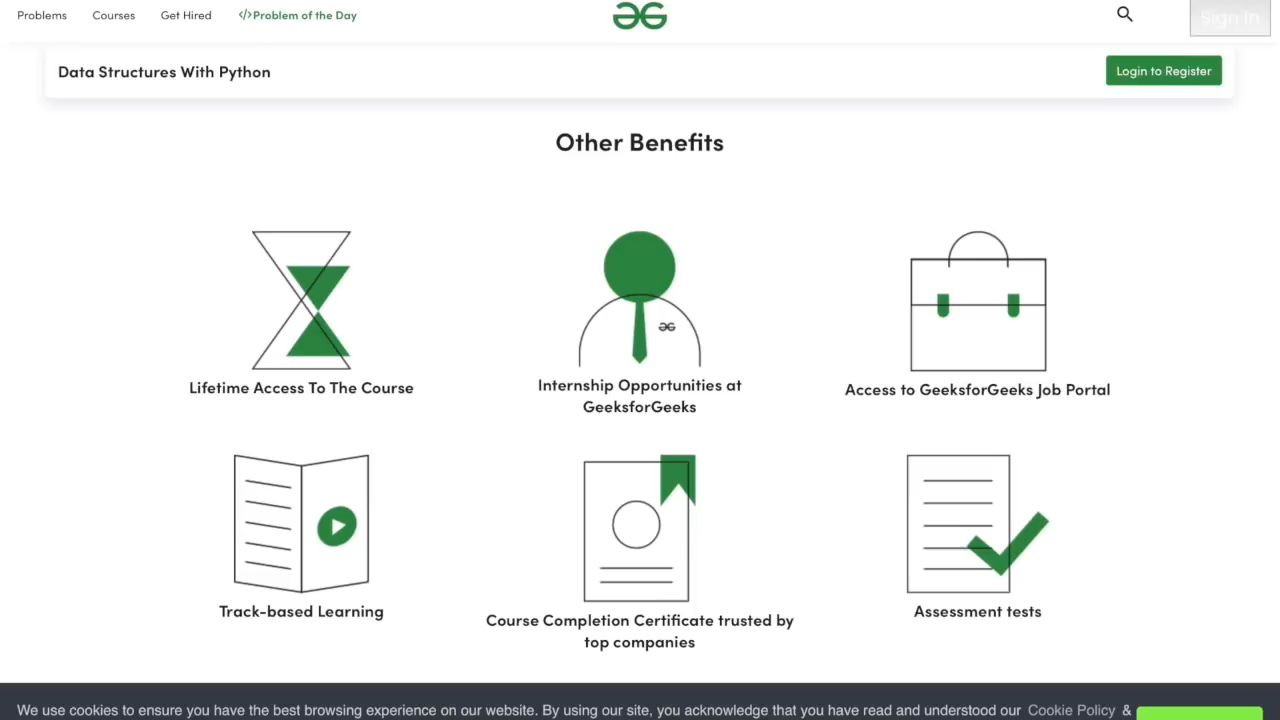 Problems Courses Get Hired </>Problem of the Day Sign In
Data Structures With Python Login to Register
Other Benefits
Lifetime Access To The Course
Internship Opportunities at
GeeksforGeeks
Access to GeeksforGeeks Job Portal
Track-based Learning
Course Completion Certificate trusted by
top companies
Assessment tests
We use cookies to ensure you have the best browsing experience on our website. By using our site, you acknowledge that you have read and understood our Cookie Policy &